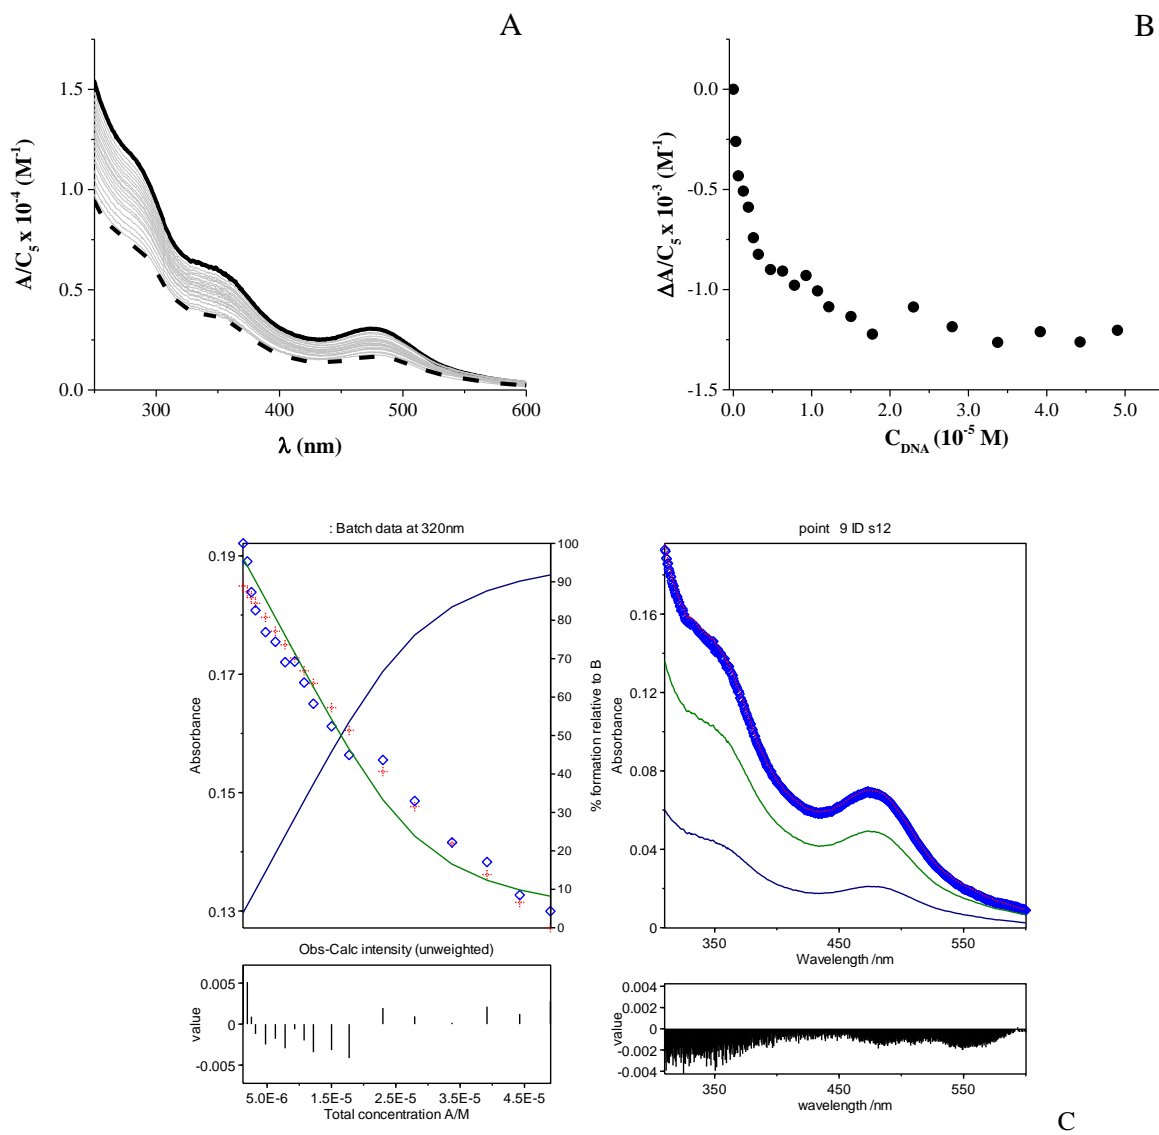 A
1.5
1.0
0.5
0.0
300
400
500
600
A/C5 x 10-4 (M-1)
λ (nm)
B
0.0
-0.5
-1.0
-1.5
0.0
1.0
2.0
3.0
4.0
5.0
ΔA/C5 x 10-3 (M-1)
CDNA (10-5 M)
: Batch data at 320nm
0.19
0.17
0.15
0.13
Absorbance
100
90
80
70
60
50
40
30
20
10
0
% formation relative to B
Obs-Calc intensity (unweighted)
0.005
0
-0.005
value
5.0E-6
1.5E-5
2.5E-5
3.5E-5
4.5E-5
Total concentration A/M
point 9 ID s12
0.16
0.12
0.08
0.04
0
Absorbance
350
450
550
Wavelength /nm
0.004
0.002
0
-0.002
-0.004
value
350
450
550
wavelength /nm
C